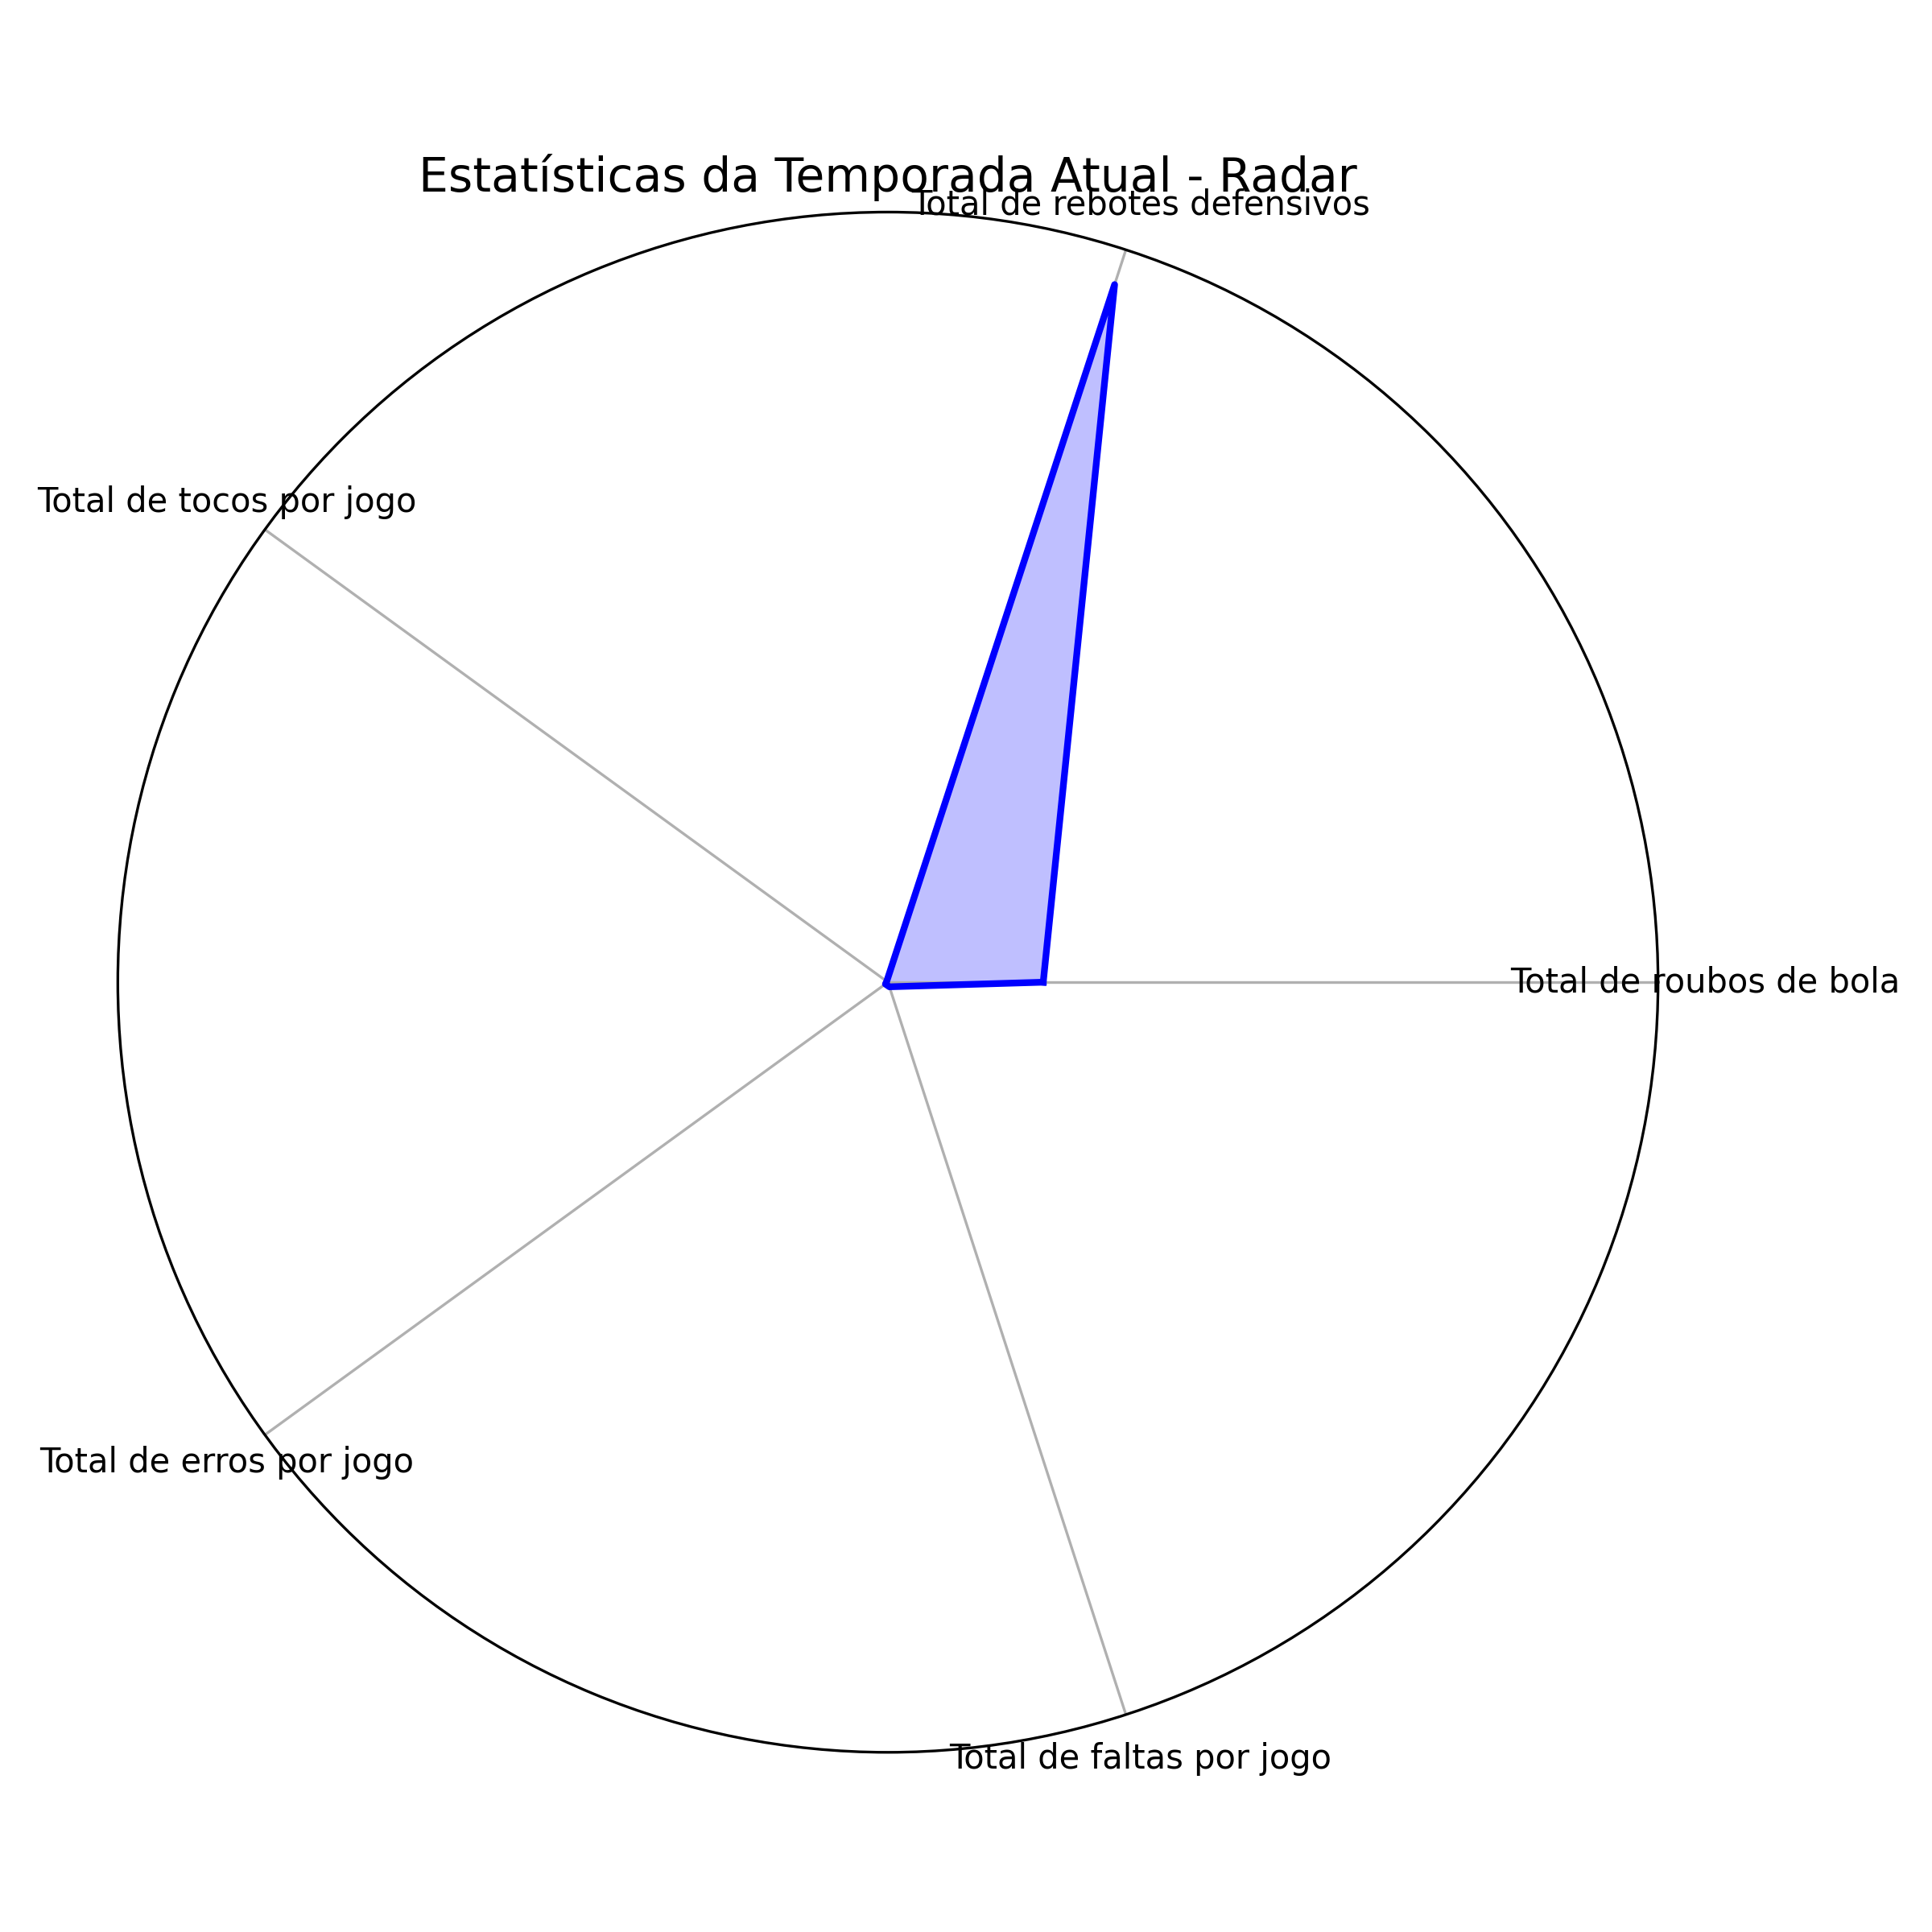 Estatísticas da Temporada Atual - Radar
Total de rebotes defensivos
Total de tocos por jogo
Total de roubos de bola
Total de erros por jogo
Total de faltas por jogo